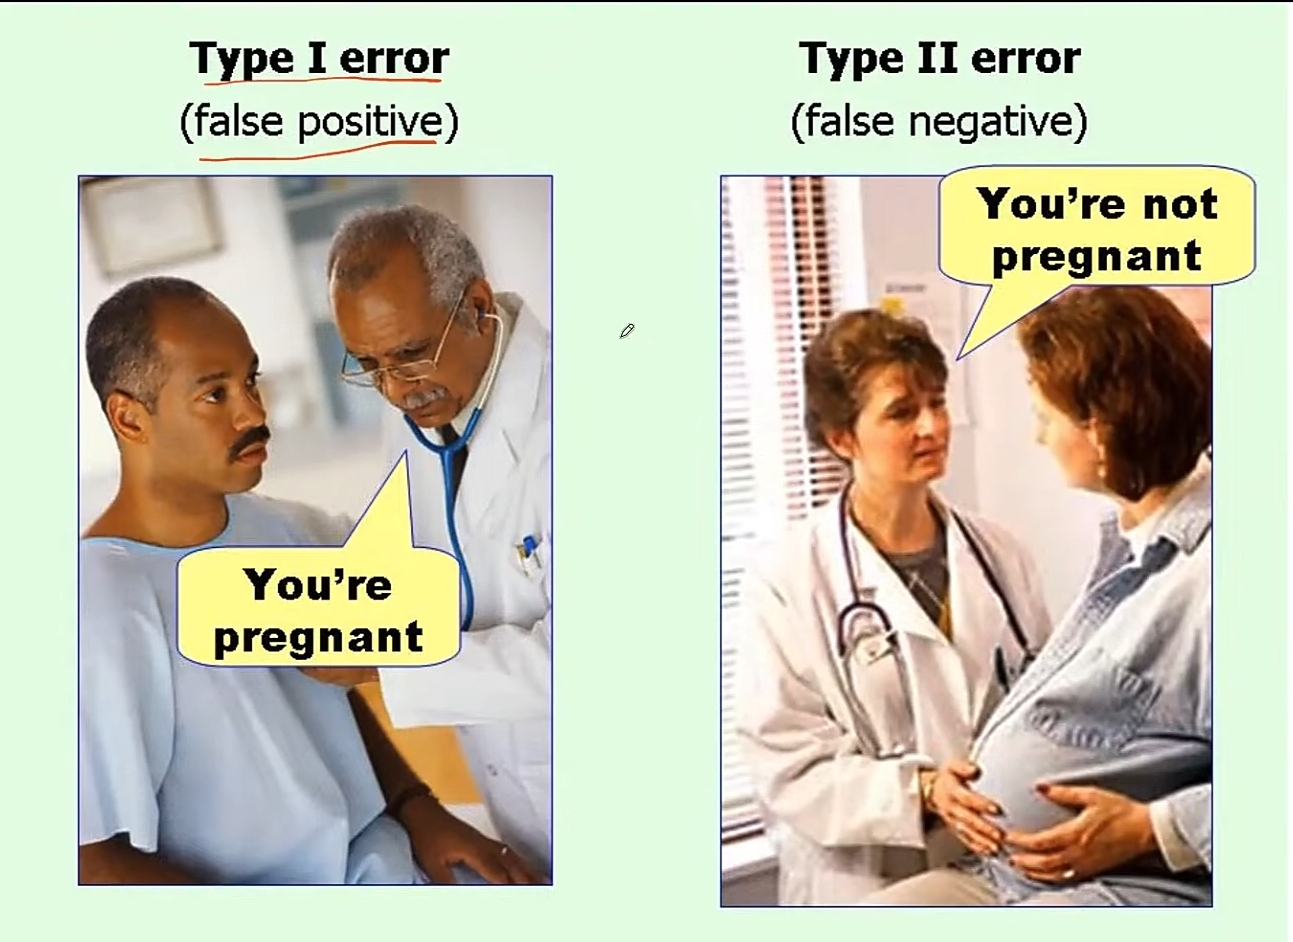 Type I error
(false positive)
You're
pregnant
Type II error
(false negative)
You're not
pregnant